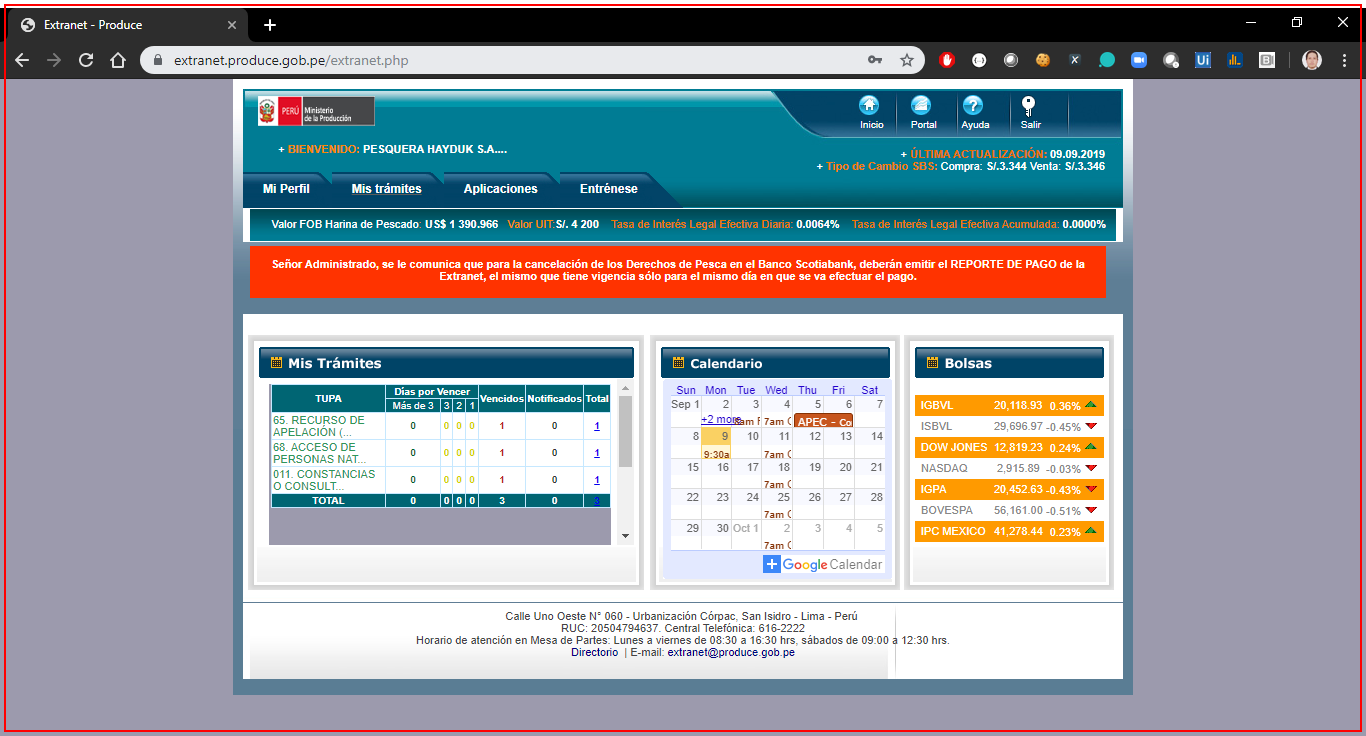 Extranet - Produce
extranet.produce.gob.pe/extranet.php
PERÚ Ministerio
de la Producción
Inicio Portal Ayuda Salir
+ BIENVENIDO: PESQUERA HAYDUK S.A....
+ ÚLTIMA ACTUALIZACIÓN: 09.09.2019
+ Tipo de Cambio SBS: Compra: S/.3.344 Venta: S/.3.346
Mi Perfil Mis trámites Aplicaciones Entrénese
Valor FOB Harina de Pescado: US$ 1 390.966 Valor UIT:S/. 4 200 Tasa de Interés Legal Efectiva Diaria: 0.0064% Tasa de Interés Legal Efectiva Acumulada: 0.0000%
Señor Administrado, se le comunica que para la cancelación de los Derechos de Pesca en el Banco Scotiabank, deberán emitir el REPORTE DE PAGO de la
Extranet, el mismo que tiene vigencia sólo para el mismo día en que se va efectuar el pago.
Mis Trámites
TUPA Días por Vencer Vencidos Notificados Total
Más de 3 3 2 1
65. RECURSO DE
APELACIÓN (...
0 0 0 0 1 0 1
68. ACCESO DE
PERSONAS NAT...
0 0 0 0 1 0 1
011. CONSTANCIAS
O CONSULT...
0 0 0 0 1 0 1
TOTAL 0 0 0 0 3 0 3
Calendario
Sun Mon Tue Wed Thu Fri Sat
Sep 1 2 3 4 5 6 7
+2 more 7am C APEC – Co
8 9 10 11 12 13 14
9:30a 7am C
15 16 17 18 19 20 21
7am C
22 23 24 25 26 27 28
7am C
29 30 Oct 1 2 3 4 5
7am C
+ Google Calendar
Bolsas
IGBVL 20,118.93 0.36%
ISBVL 29,696.97 -0.45%
DOW JONES 12,819.23 0.24%
NASDAQ 2,915.89 -0.03%
IGPA 20,452.63 -0.43%
BOVESPA 56,161.00 -0.51%
IPC MEXICO 41,278.44 0.23%
Calle Uno Oeste N° 060 - Urbanización Córpac, San Isidro - Lima - Perú
RUC: 20504794637. Central Telefónica: 616-2222
Horario de atención en Mesa de Partes: Lunes a viernes de 08:30 a 16:30 hrs, sábados de 09:00 a 12:30 hrs.
Directorio | E-mail: extranet@produce.gob.pe